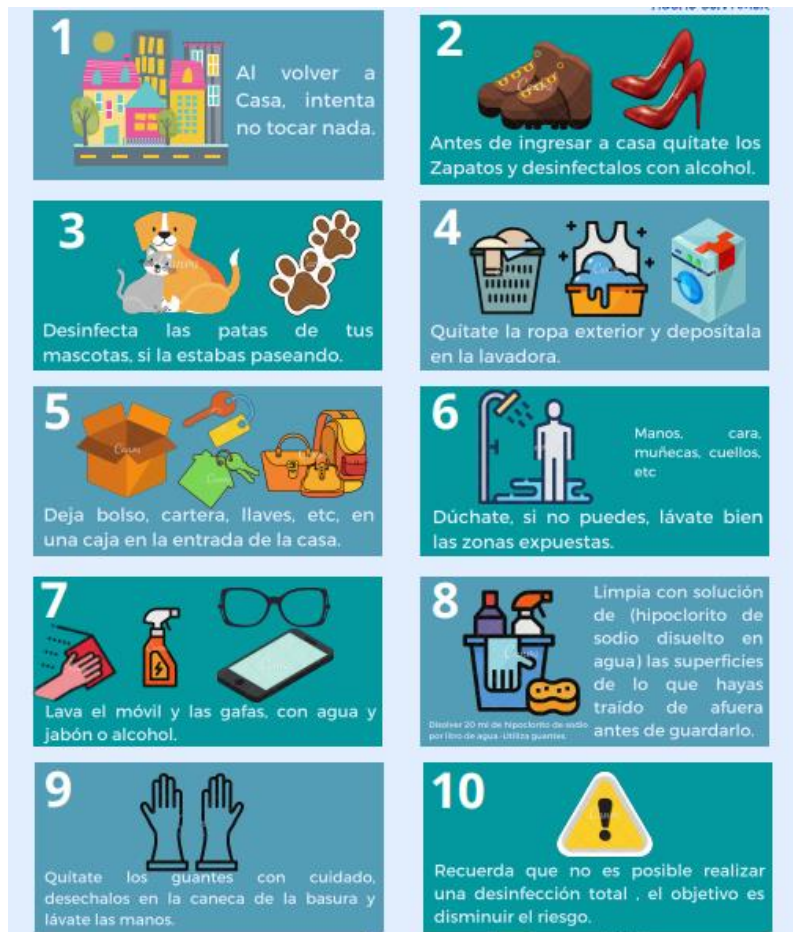 1
Al volver a
Casa, intenta
no tocar nada.
2
Antes de ingresar a casa quítate los
Zapatos y desinfectalos con alcohol.
3
Desinfecta las patas de tus
mascotas, si la estabas paseando.
4
Quítate la ropa exterior y deposítala
en la lavadora.
5
Deja bolso, cartera, llaves, etc, en
una caja en la entrada de la casa.
6
Manos, cara,
muñecas, cuellos,
etc
Dúchate, si no puedes, lávate bien
las zonas expuestas.
7
Lava el móvil y las gafas, con agua y
jabón o alcohol.
8
Limpia con solución
de (hipoclorito de
sodio disuelto en
agua) las superficies
de lo que hayas
traído de afuera
antes de guardarlo.
Disolver 20 ml de hipoclorito de sodio
por litro de agua -Utiliza guantes.
9
Quítate los guantes con cuidado,
desechalos en la caneca de la basura y
lávate las manos.
10
Recuerda que no es posible realizar
una desinfección total , el objetivo es
disminuir el riesgo.